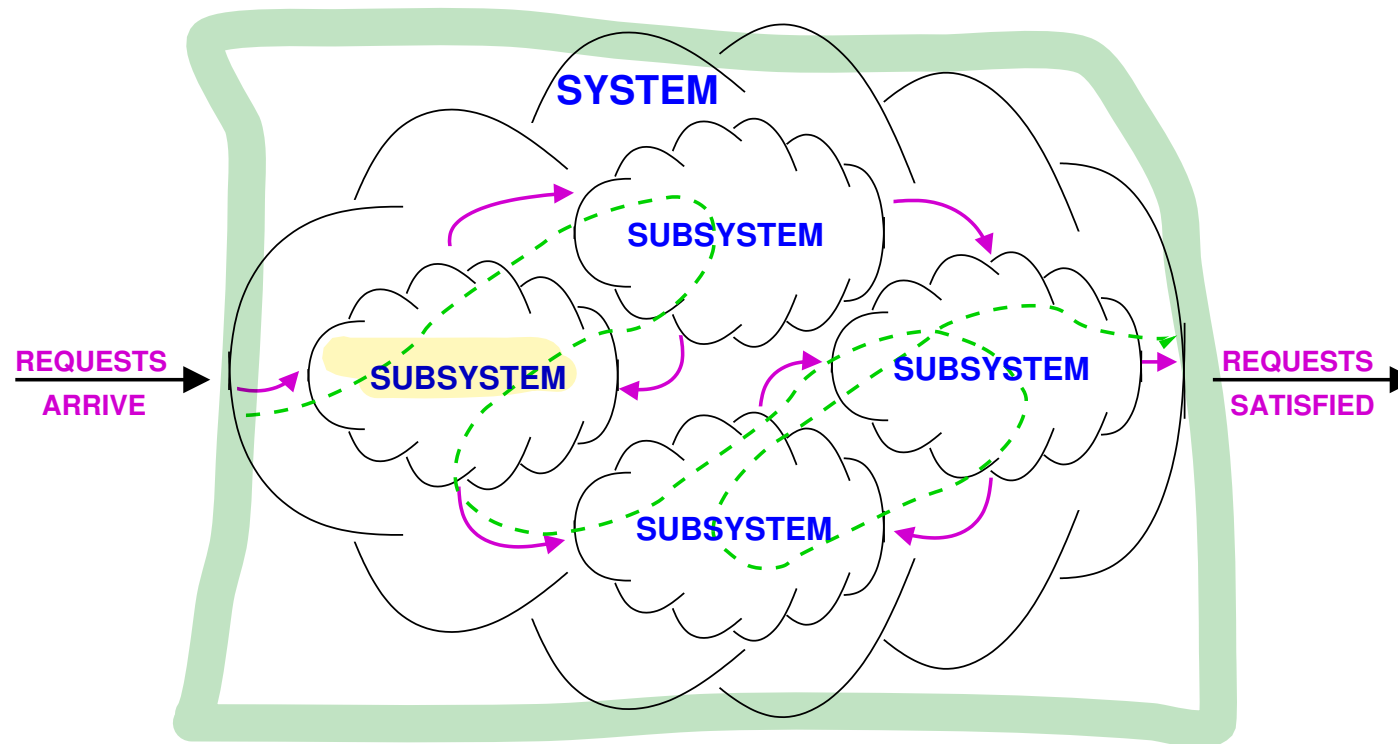 SYSTEM
SUBSYSTEM
REQUESTS
ARRIVE
SUBSYSTEM
SUBSYSTEM
REQUESTS
SATISFIED
SUBSYSTEM